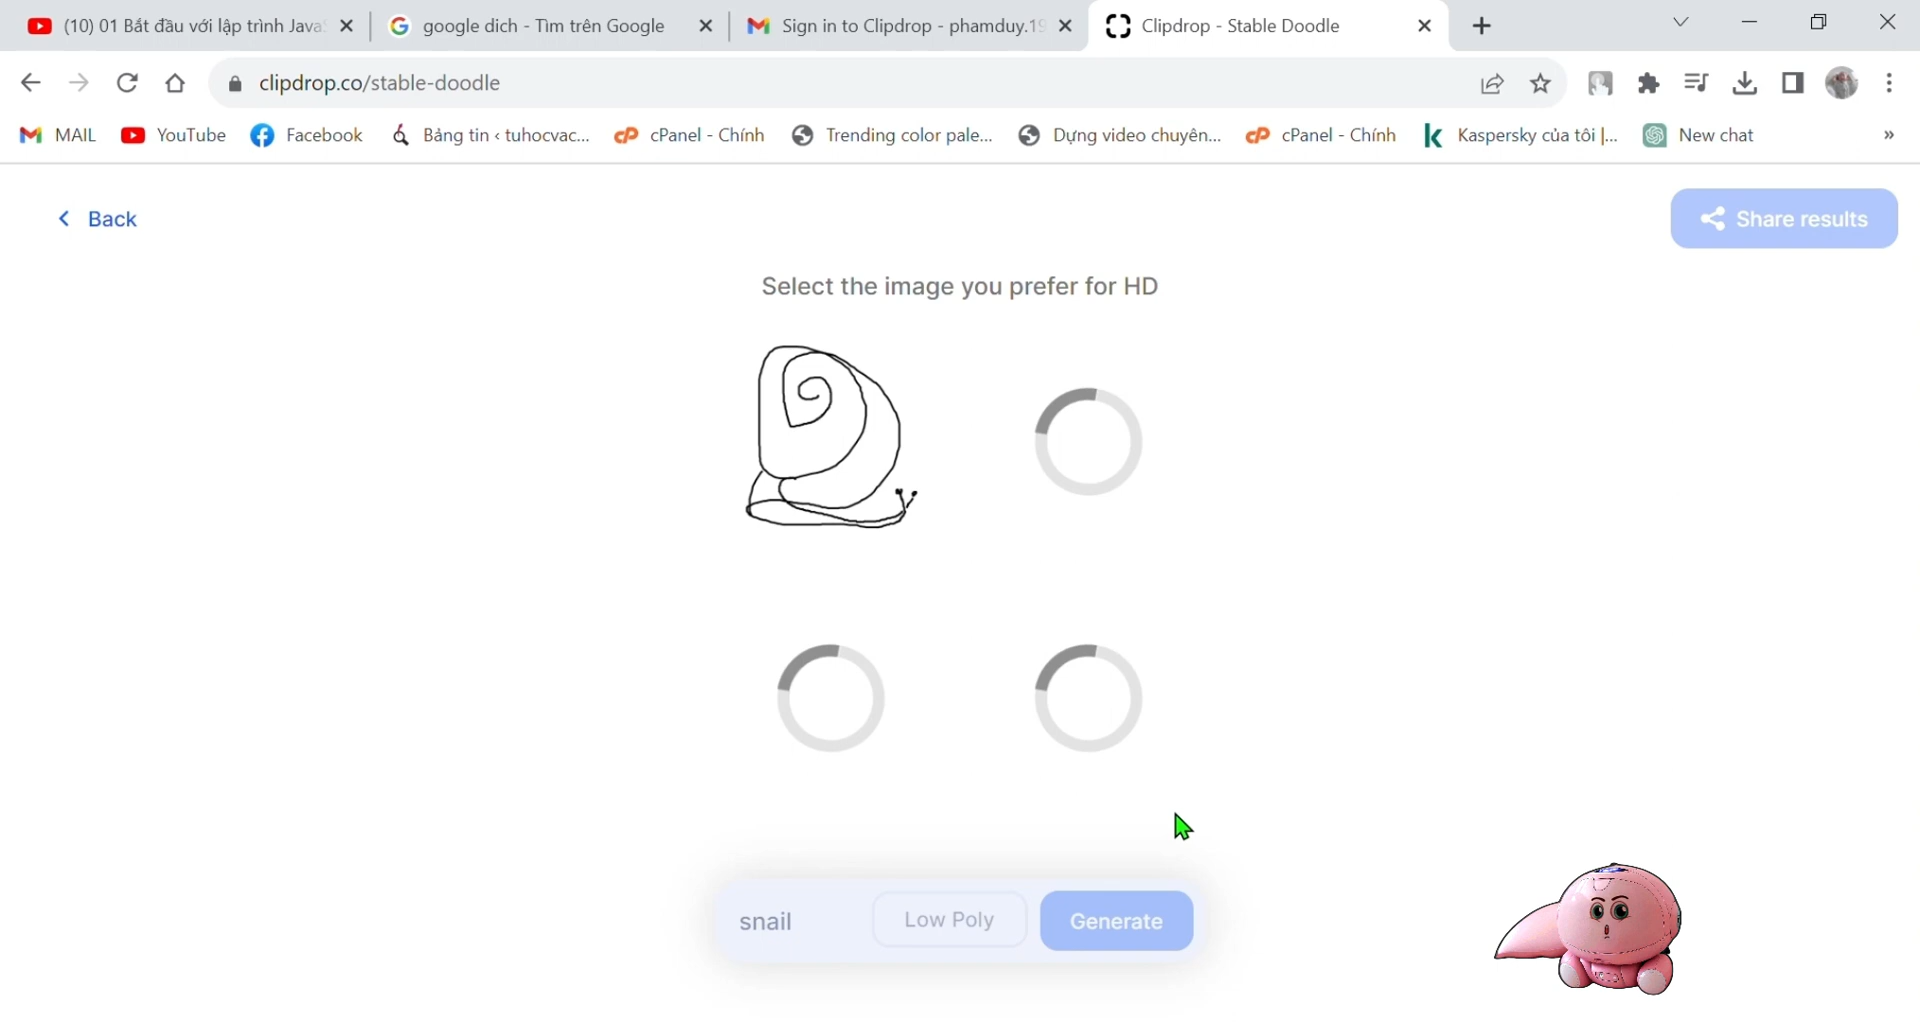 (10) 01 Bắt đầu với lập trình Java
google dich - Tìm trên Google
Sign in to Clipdrop - phamduy.19
Clipdrop - Stable Doodle
clipdrop.co/stable-doodle
MAIL
YouTube
Facebook
Bảng tin ‹ tuhocvac...
cPanel - Chính
Trending color pale...
Dựng video chuyên...
cPanel - Chính
Kaspersky của tôi |...
New chat
»
Back
Share results
Select the image you prefer for HD
snail
Low Poly
Generate